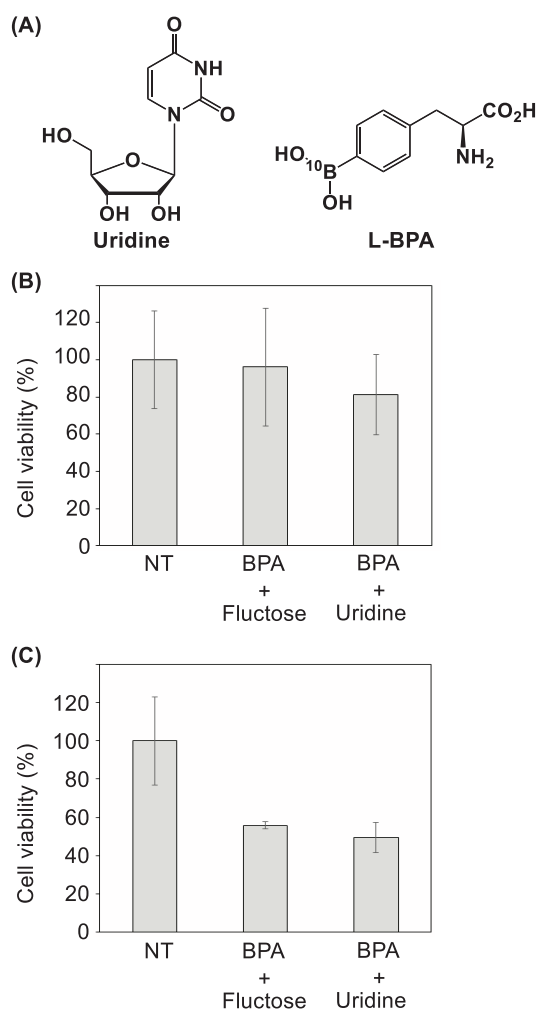 (A)
O
NH
N
O
HO
O
OH OH
Uridine
CO₂H
NH₂
HO
¹⁰B
OH
L-BPA
(B)
Cell viability (%)
120
100
80
60
40
20
0
NT
BPA
+
Fluctose
BPA
+
Uridine
(C)
Cell viability (%)
120
100
80
60
40
20
0
NT
BPA
+
Fluctose
BPA
+
Uridine